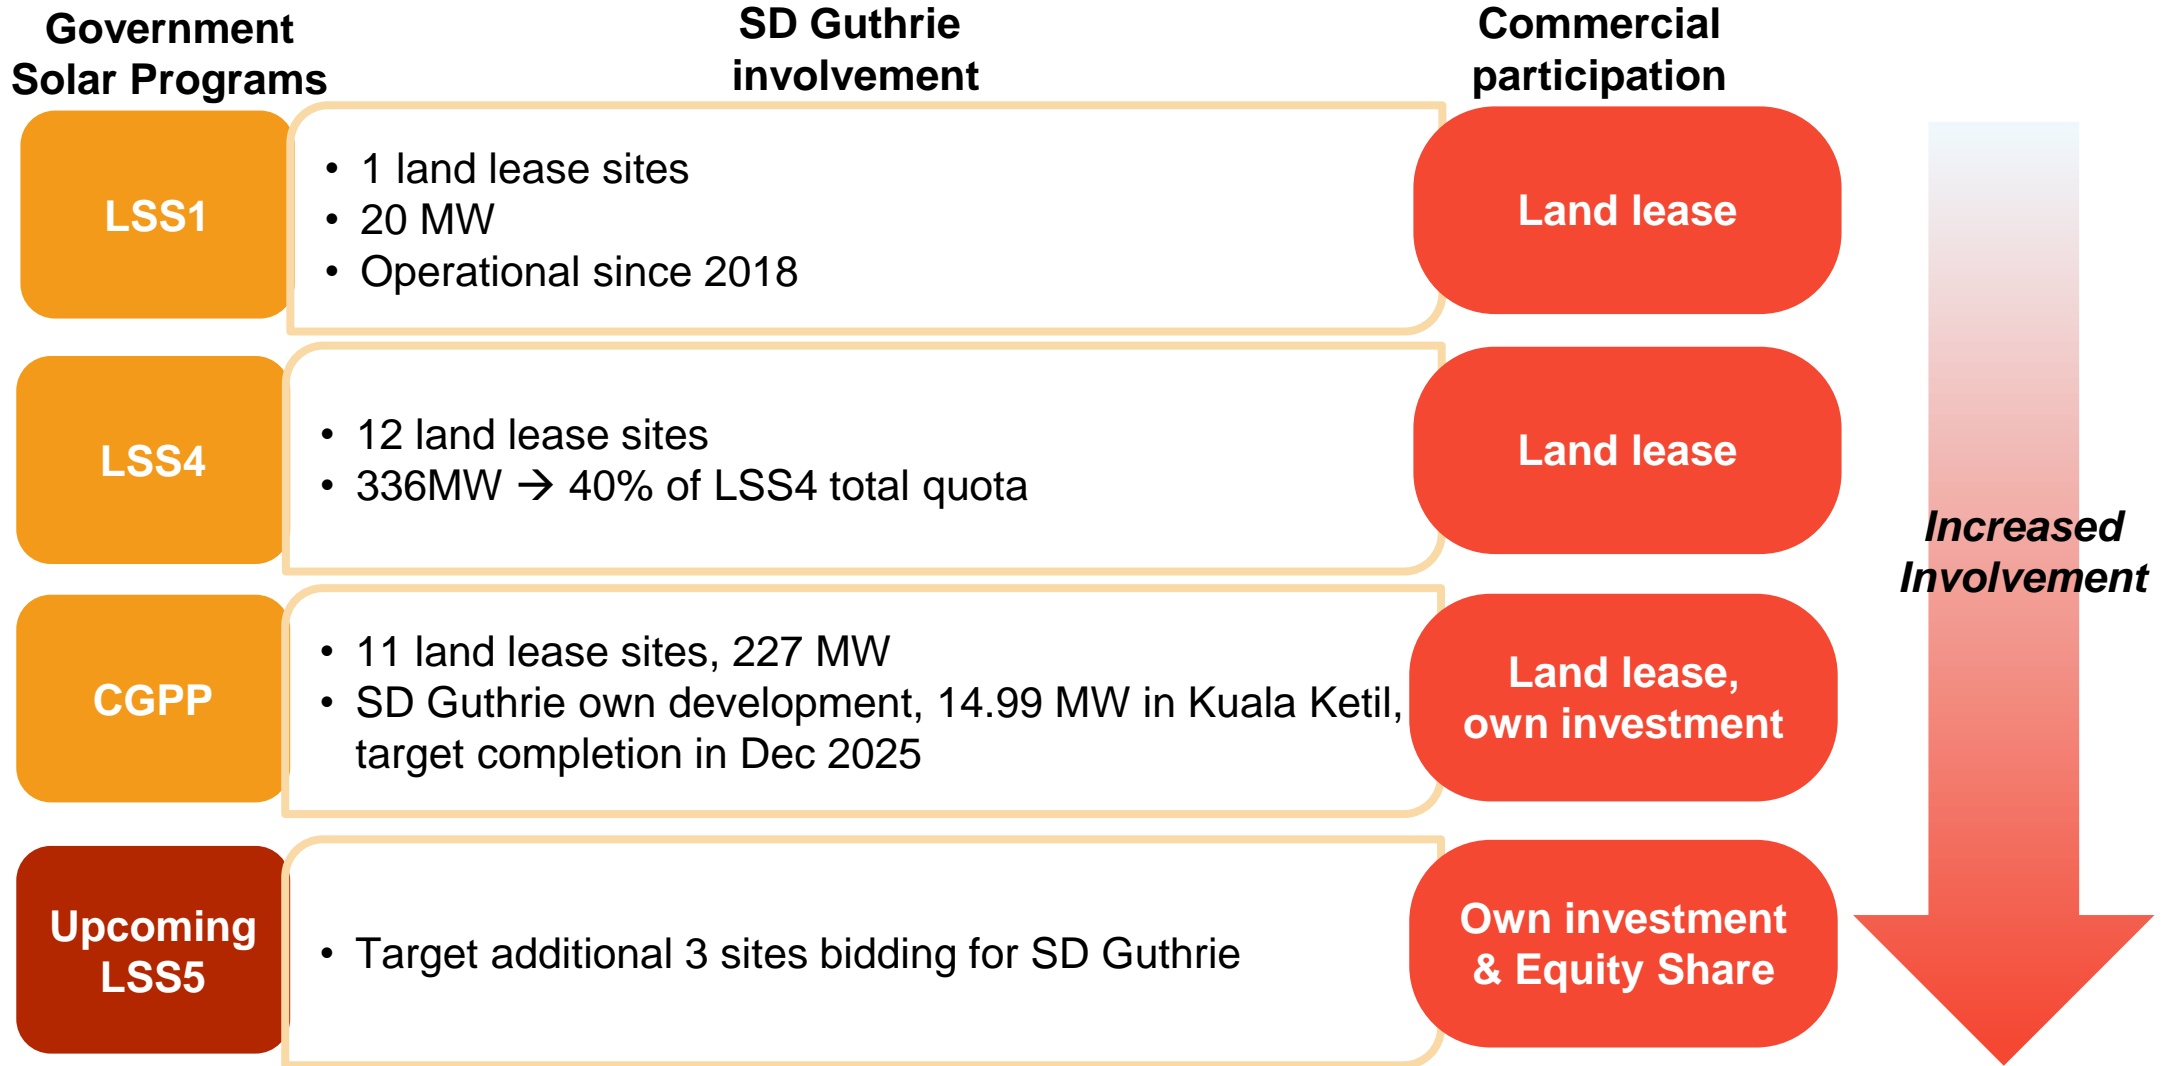 Government
Solar Programs
SD Guthrie
involvement
Commercial
participation
LSS1
• 1 land lease sites
• 20 MW
• Operational since 2018
Land lease
LSS4
• 12 land lease sites
• 336MW → 40% of LSS4 total quota
Land lease
CGPP
• 11 land lease sites, 227 MW
• SD Guthrie own development, 14.99 MW in Kuala Ketil,
target completion in Dec 2025
Land lease,
own investment
Upcoming
LSS5
• Target additional 3 sites bidding for SD Guthrie
Own investment
& Equity Share
Increased
Involvement